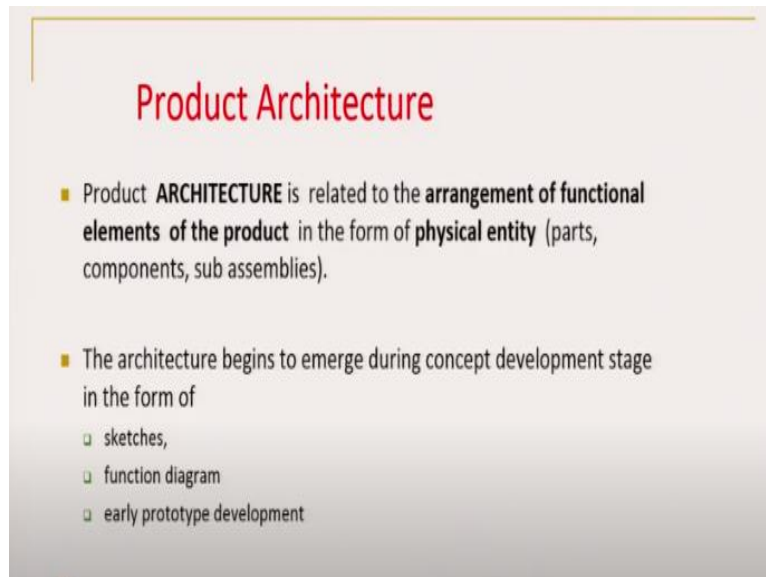 Product Architecture
Product ARCHITECTURE is related to the arrangement of functional
elements of the product in the form of physical entity (parts,
components, sub assemblies).
The architecture begins to emerge during concept development stage
in the form of
sketches,
function diagram
early prototype development